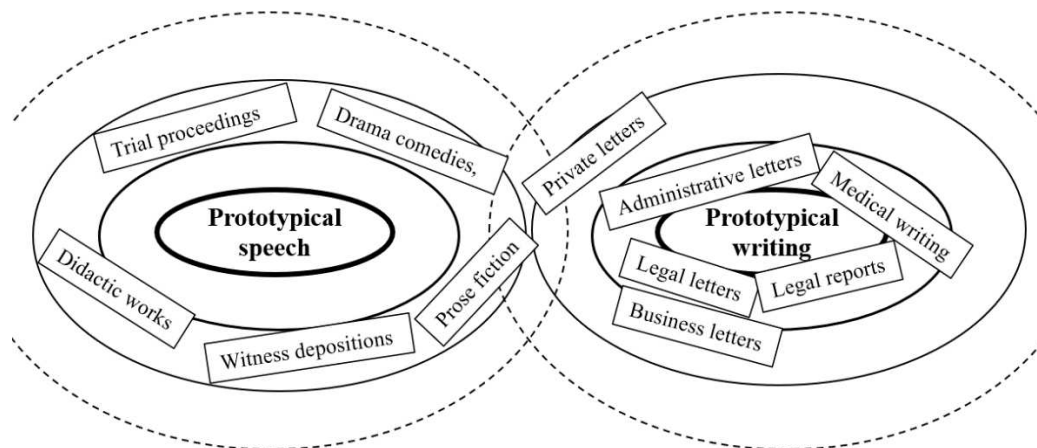 Trial proceedings
Drama comedies,
Prototypical
speech
Didactic works
Witness depositions
Prose fiction
Private letters
Administrative letters
Medical writing
Prototypical
writing
Legal letters
Legal reports
Business letters